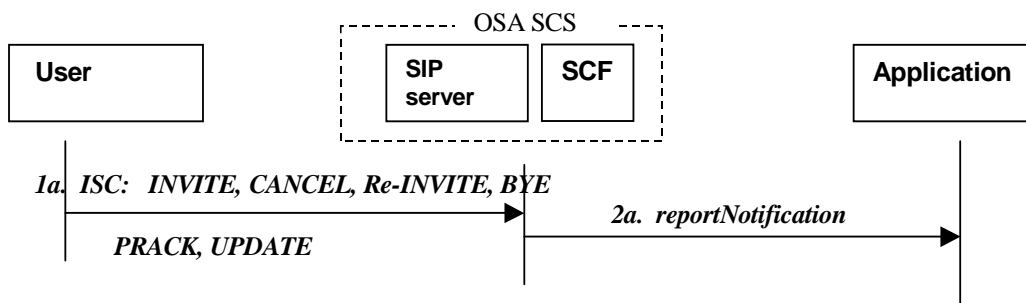 OSA SCS
User
SIP
server
SCF
Application
1a. ISC: INVITE, CANCEL, Re-INVITE, BYE
PRACK, UPDATE
2a. reportNotification